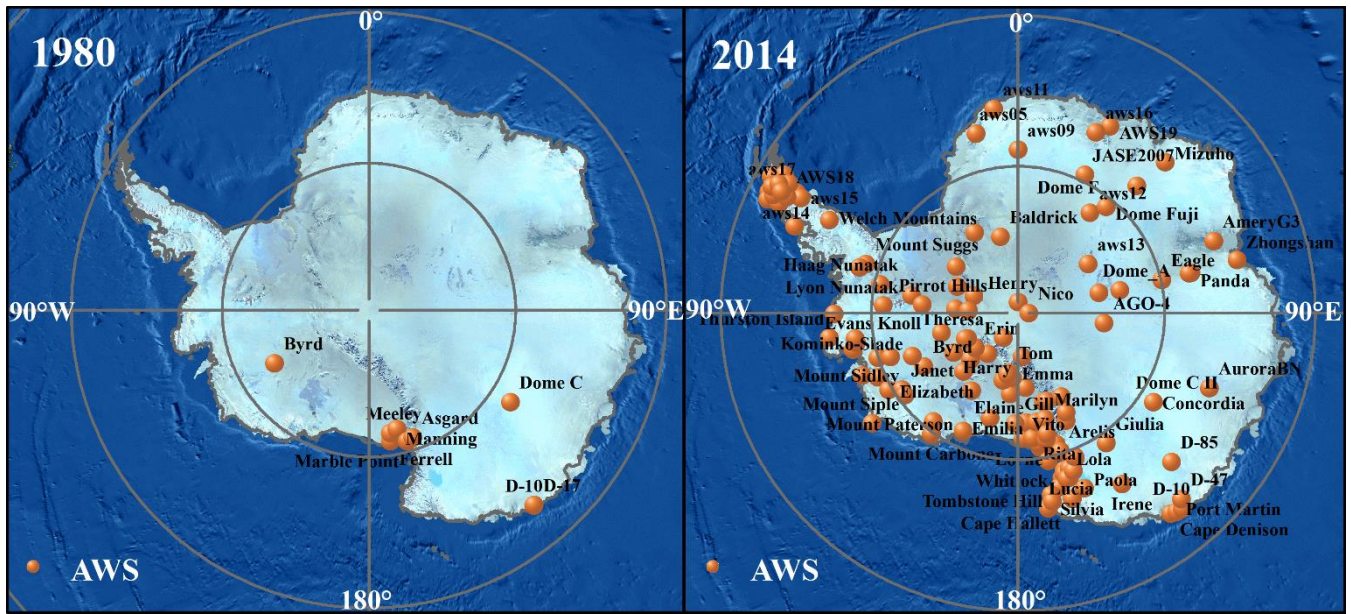 1980
0°
90°W
Byrd
Dome C
Meeley
Asgard
Manning
Marble Point
Ferrell
D-10
D-17
AWS
180°
2014
0°
aws11
aws05
aws16
aws09
AWS19
JASE2007
Mizuho
aws17
AWS18
Dome F
aws15
aws12
aws14
Welch Mountains
Baldrick
Dome Fuji
AmeryG3
Mount Suggs
Zhongshan
aws13
Haag Nunatak
Eagle
Dome_A
Panda
Lyon Nunatak
Pirrot Hills
Henry
Nico
AGO-4
90°E
Thurston Island
Evans Knoll
Theresa
Erin
Kominko-Slade
Byrd
Tom
Mount Sidley
Janet
Harry
Emma
AuroraBN
Mount Siple
Elizabeth
Dome C II
Elaine
Gill
Marilyn
Concordia
Mount Paterson
Emilia
Vito
Arelis
Giulia
Mount Carbone
Rita
Lola
D-85
Whitlock
Paola
D-47
Tombstone Hill
Lucia
Irene
D-10
Port Martin
Cape Hallett
Silvia
Cape Denison
AWS
180°